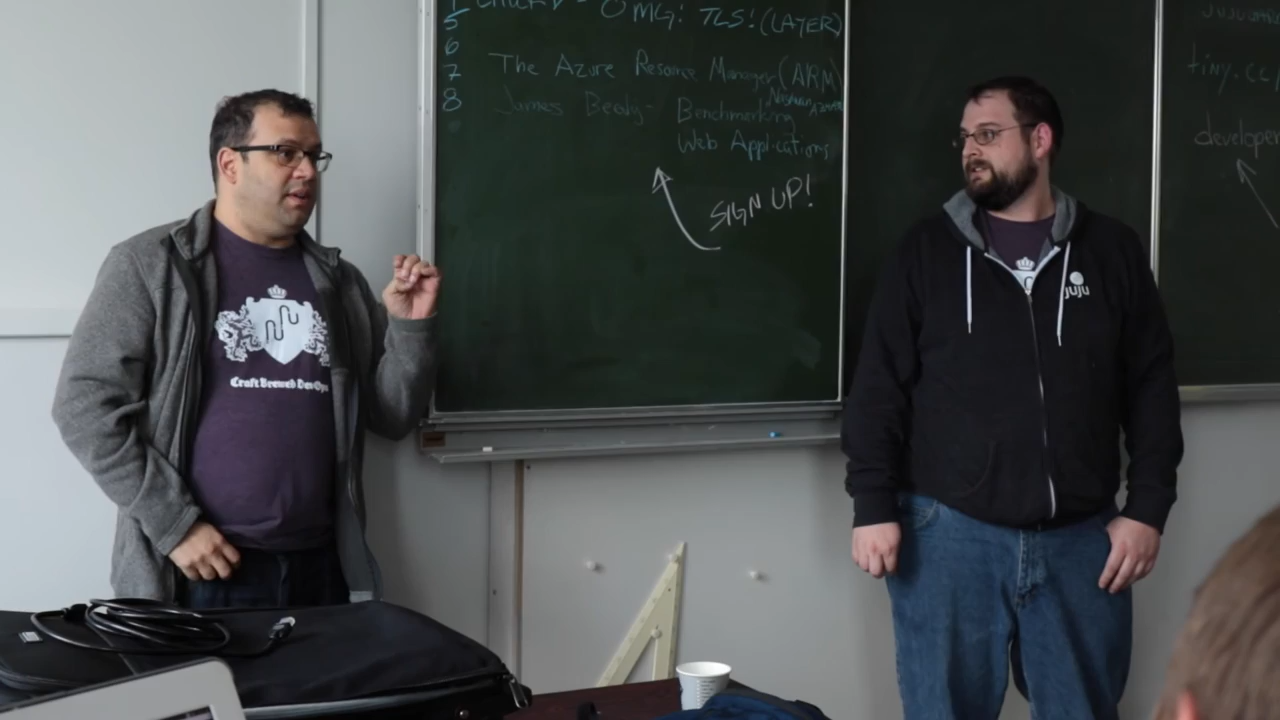 5 OMG! TLS! (LAYER)
6
7 The Azure Resource Manager (ARM)
8 James Beedy - Benchmarking
Web Applications
SIGN UP!
tiny.cc/
developer
Craft Brewed DevOps
juju